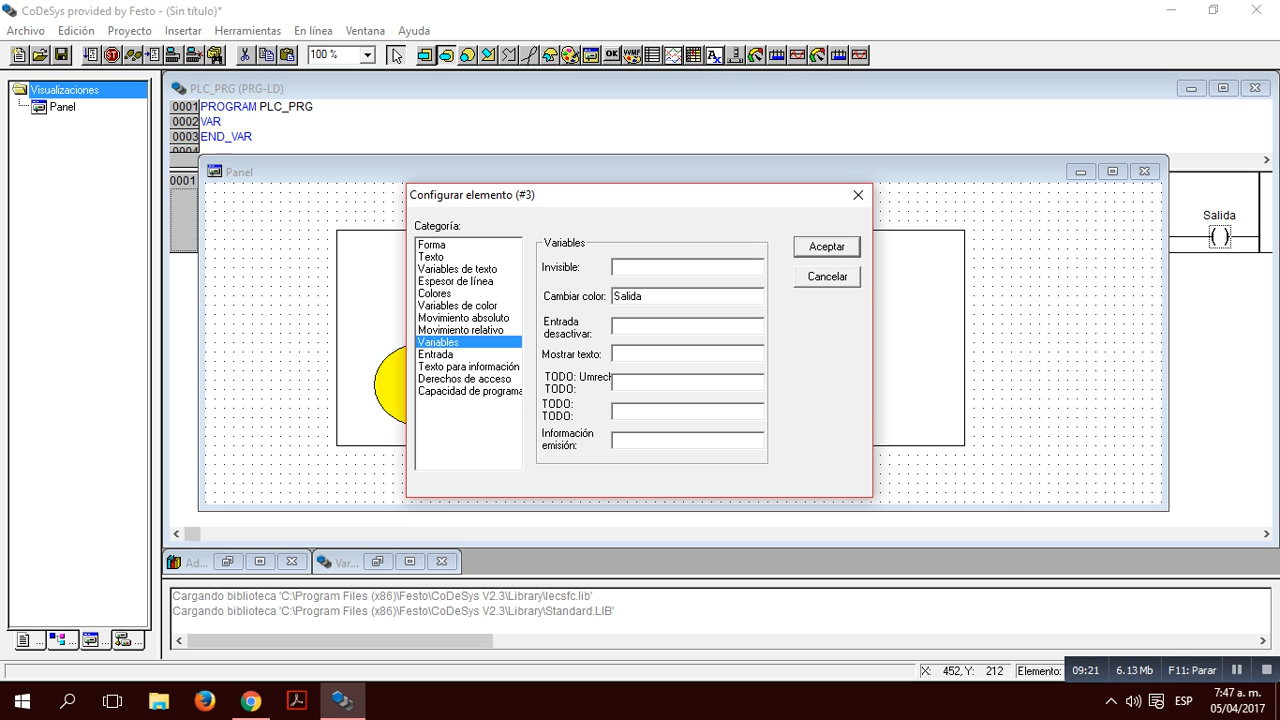 CoDeSys provided by Festo - (Sin título)*
Archivo Edición Proyecto Insertar Herramientas En línea Ventana Ayuda
100 %
Visualizaciones
Panel
PLC_PRG (PRG-LD)
0001 PROGRAM PLC_PRG
0002 VAR
0003 END_VAR
0004
Panel
0001
Salida
Configurar elemento (#3)
Categoría:
Forma
Texto
Variables de texto
Espesor de línea
Colores
Variables de color
Movimiento absoluto
Movimiento relativo
Variables
Entrada
Texto para información
Derechos de acceso
Capacidad de programa
Variables
Invisible:
Cambiar color: Salida
Entrada
desactivar:
Mostrar texto:
TODO: Umrech
TODO:
TODO:
TODO:
Información
emisión:
Aceptar
Cancelar
Ad... Var...
Cargando biblioteca 'C:\Program Files (x86)\Festo\CoDeSys V2.3\Library\Iecsfc.lib'
Cargando biblioteca 'C:\Program Files (x86)\Festo\CoDeSys V2.3\Library\Standard.LIB'
X: 452, Y: 212 Elemento: 09:21 6.13 Mb F11: Parar
ESP
7:47 a. m.
05/04/2017